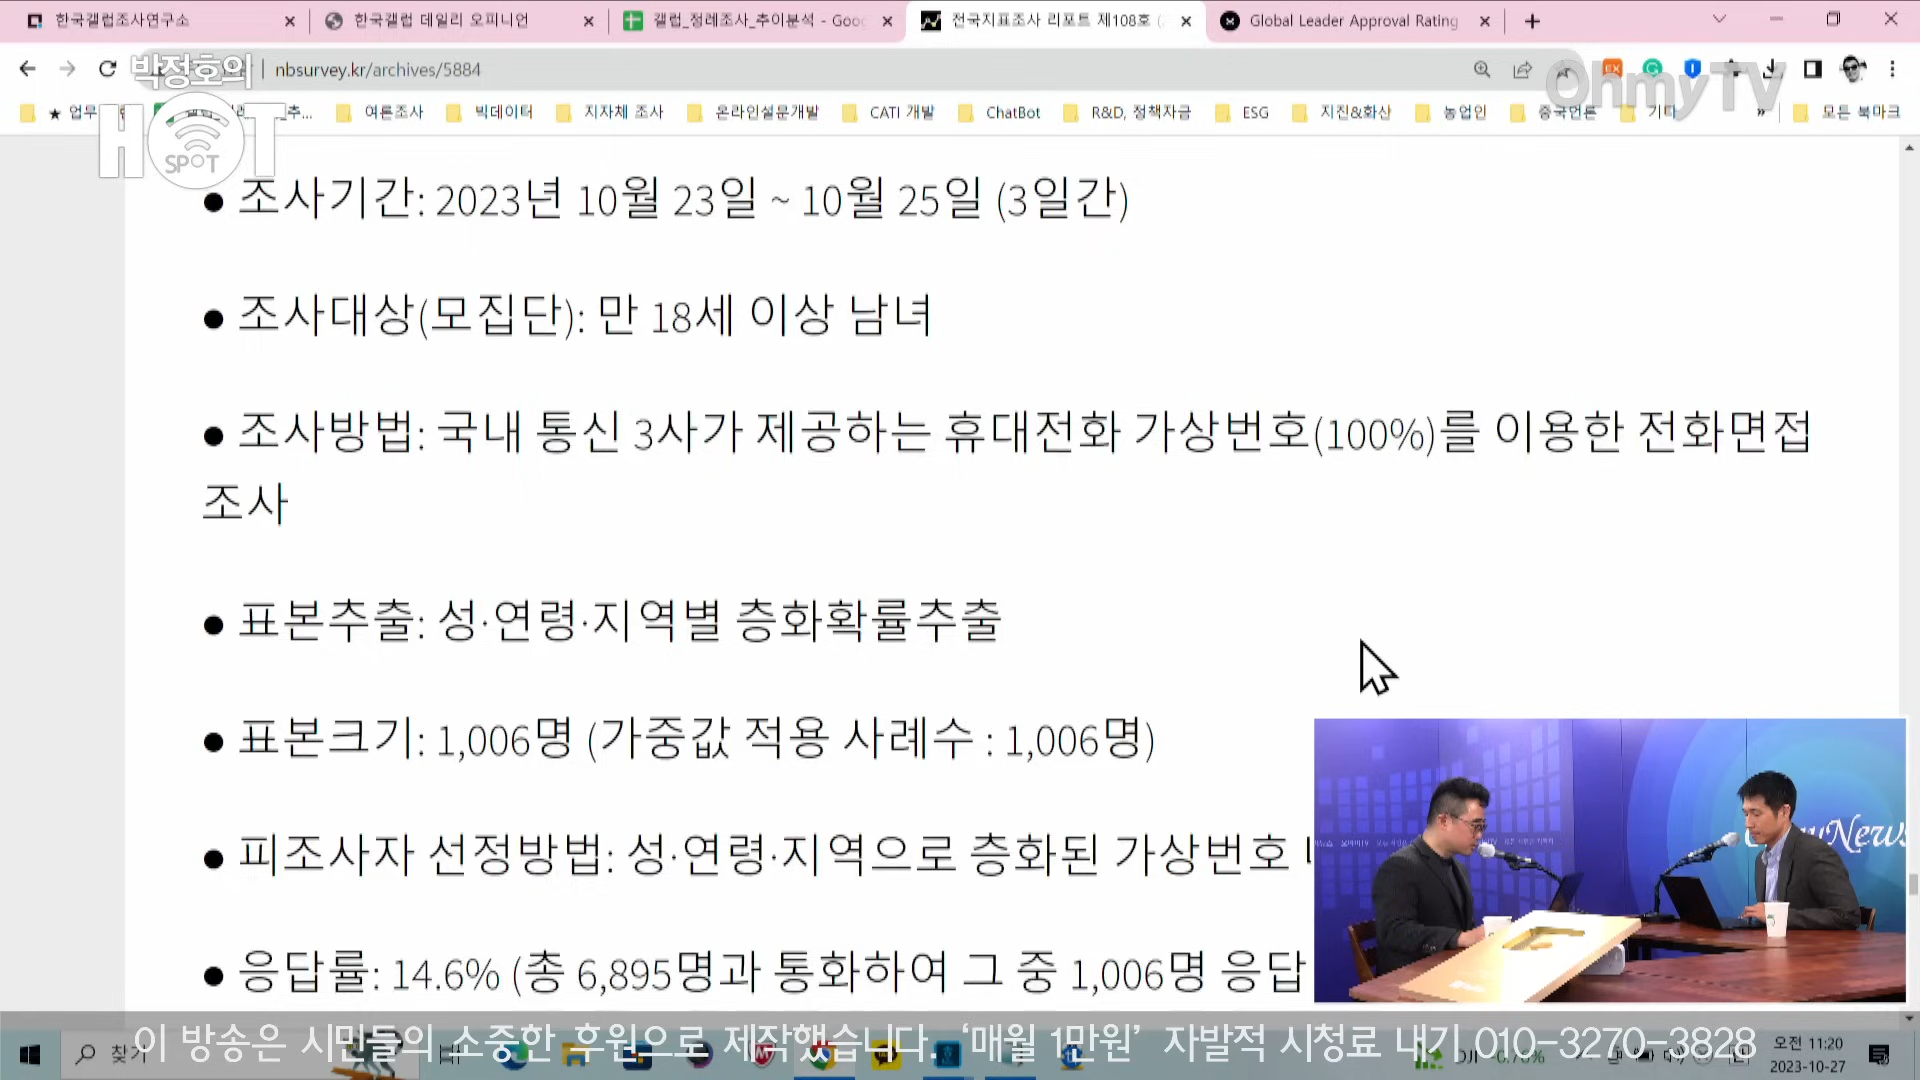 한국갤럽조사연구소
한국갤럽 데일리 오피니언
갤럽_정례조사_추이분석 - Goo
전국지표조사 리포트 제108호 (
Global Leader Approval Rating
박정호의
HOT
SPOT
nbsurvey.kr/archives/5884
OhmyTV
★ 업무
여론조사
빅데이터
지자체 조사
온라인설문개발
CATI 개발
ChatBot
R&D, 정책자금
ESG
지진&화산
농업인
중국언론
기타
»
모든 북마크
● 조사기간: 2023년 10월 23일 ~ 10월 25일 (3일간)
● 조사대상(모집단): 만 18세 이상 남녀
● 조사방법: 국내 통신 3사가 제공하는 휴대전화 가상번호(100%)를 이용한 전화면접
조사
● 표본추출: 성·연령·지역별 층화확률추출
● 표본크기: 1,006명 (가중값 적용 사례수 : 1,006명)
● 피조사자 선정방법: 성·연령·지역으로 층화된 가상번호
● 응답률: 14.6% (총 6,895명과 통화하여 그 중 1,006명 응답
이 방송은 시민들의 소중한 후원으로 제작했습니다. ‘매월 1만원’ 자발적 시청료 내기 010-3270-3828
찾기
DJI -0.76%
오전 11:20
2023-10-27